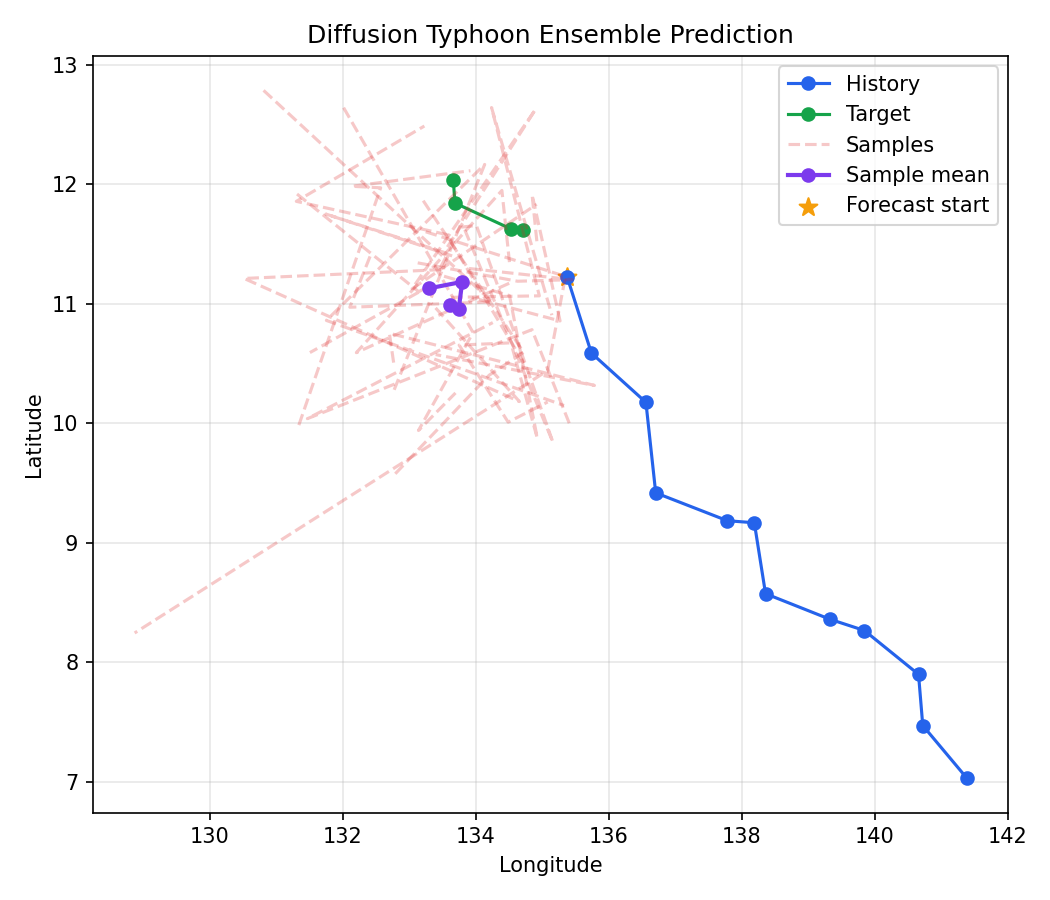 Diffusion Typhoon Ensemble Prediction
History
Target
Samples
Sample mean
Forecast start
13
12
11
10
9
8
7
Latitude
130
132
134
136
138
140
142
Longitude